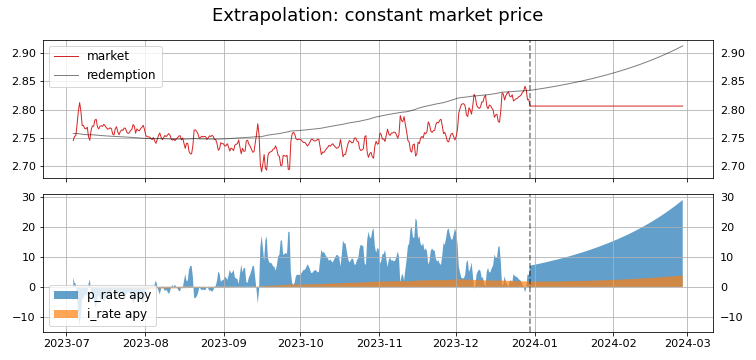 Extrapolation: constant market price
2.90 2.90
2.85 2.85
2.80 2.80
2.75 2.75
2.70 2.70
market
redemption
30 30
20 20
10 10
0 0
−10 −10
p_rate apy
i_rate apy
2023-07 2023-08 2023-09 2023-10 2023-11 2023-12 2024-01 2024-02 2024-03